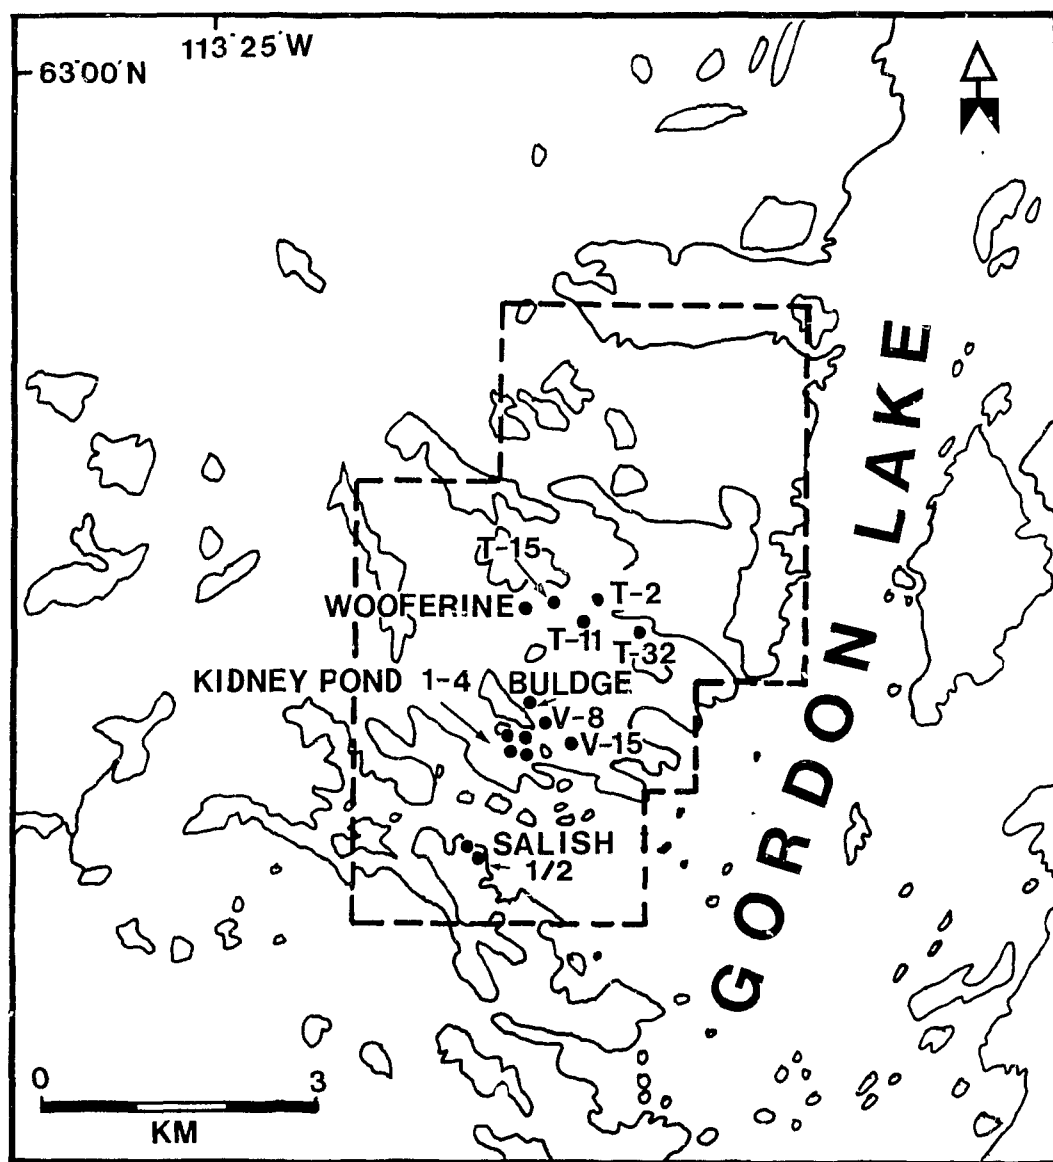 113°25'W
63°00'N
GORDON LAKE
T-15
WOOFERINE
T-2
T-11
T-32
KIDNEY POND 1-4
BULDGE
V-8
V-15
SALISH
1/2
0 3
KM